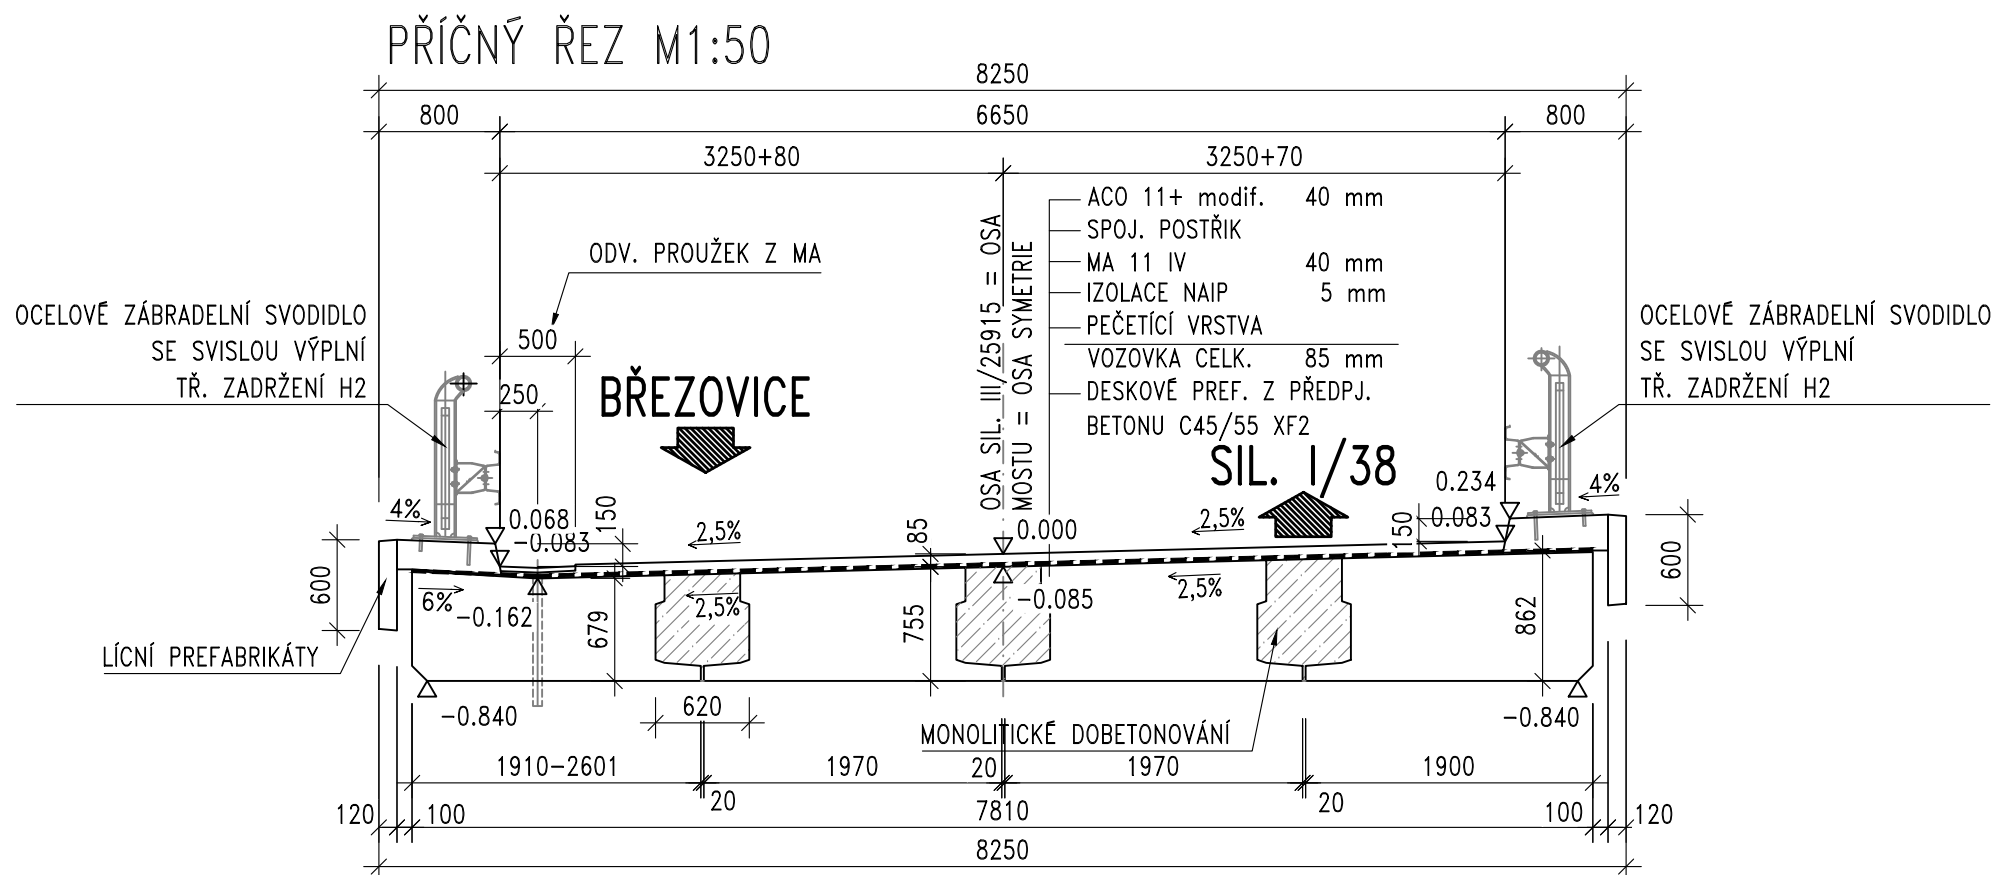 PŘÍČNÝ ŘEZ M1:50
8250
800
6650
800
3250+80
3250+70
ACO 11+ modif. 40 mm
SPOJ. POSTŘIK
MA 11 IV 40 mm
IZOLACE NAIP 5 mm
PEČETÍCÍ VRSTVA
VOZOVKA CELK. 85 mm
DESKOVÉ PREF. Z PŘEDPJ.
BETONU C45/55 XF2
OSA SIL. III/25915 = OSA
MOSTU = OSA SYMETRIE
ODV. PROUŽEK Z MA
OCELOVÉ ZÁBRADELNÍ SVODIDLO
SE SVISLOU VÝPLNÍ
TŘ. ZADRŽENÍ H2
OCELOVÉ ZÁBRADELNÍ SVODIDLO
SE SVISLOU VÝPLNÍ
TŘ. ZADRŽENÍ H2
500
250
BŘEZOVICE
SIL. I/38
4%
0.068
-0.083
150
2,5%
85
0.000
2,5%
150
0.234
0.083
4%
600
600
6%
-0.162
679
2,5%
755
-0.085
2,5%
862
LÍCNÍ PREFABRIKÁTY
-0.840
620
MONOLITICKÉ DOBETONOVÁNÍ
-0.840
1910-2601
1970
20
1970
1900
20
20
120
100
7810
100
120
8250